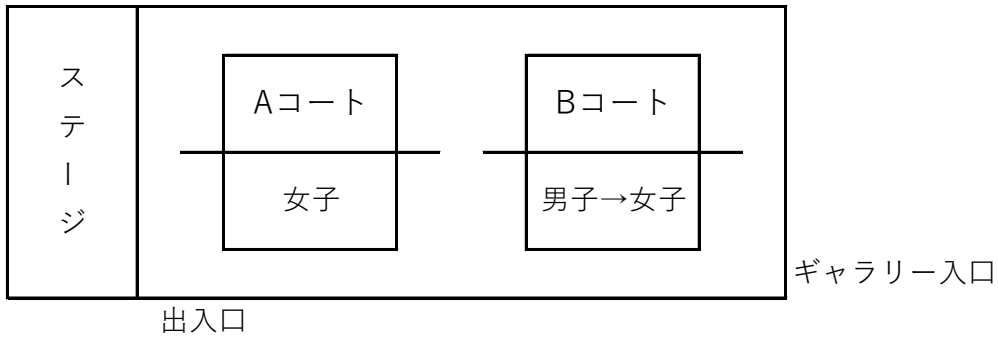 ステージ
Aコート
Bコート
女子
男子→女子
ギャラリー入口
出入口